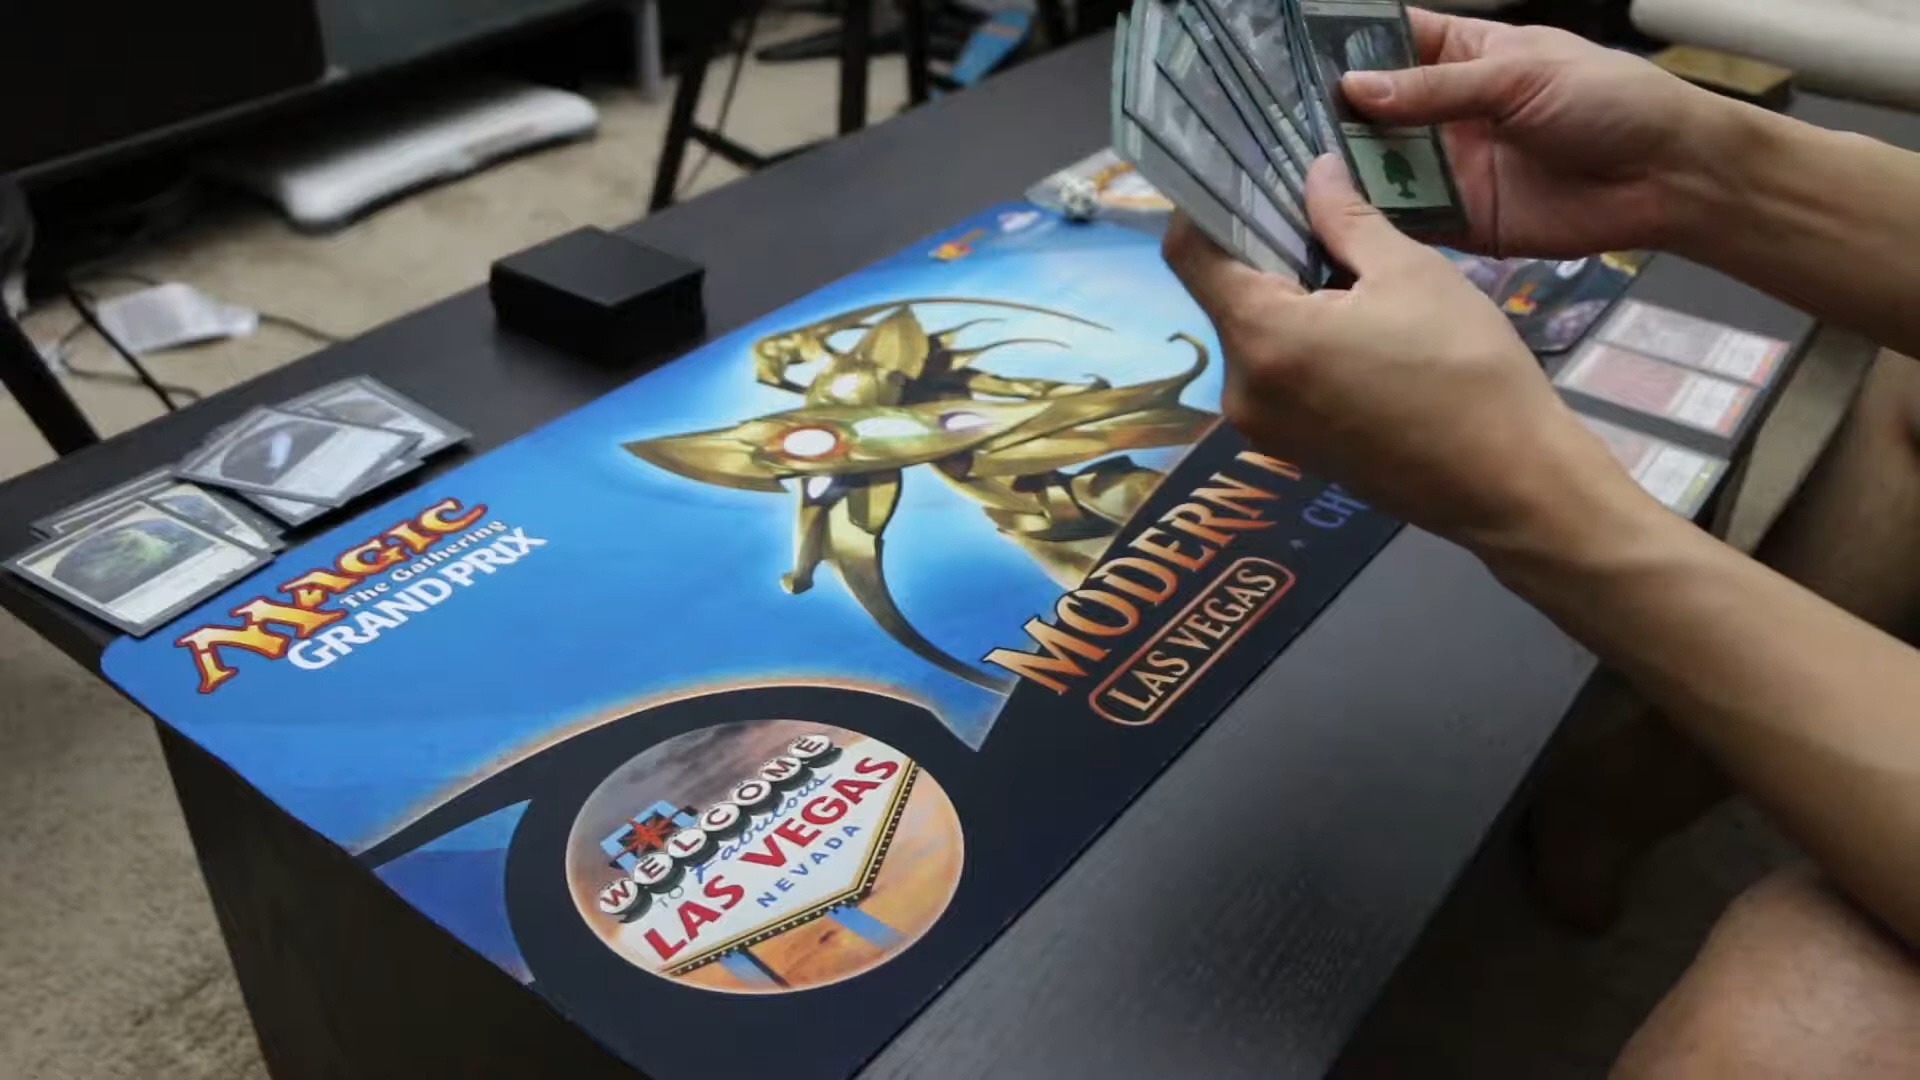 MAGIC
The Gathering
GRAND PRIX
MODERN M
LAS VEGAS
WELCOME
TO Fabulous
LAS VEGAS
NEVADA